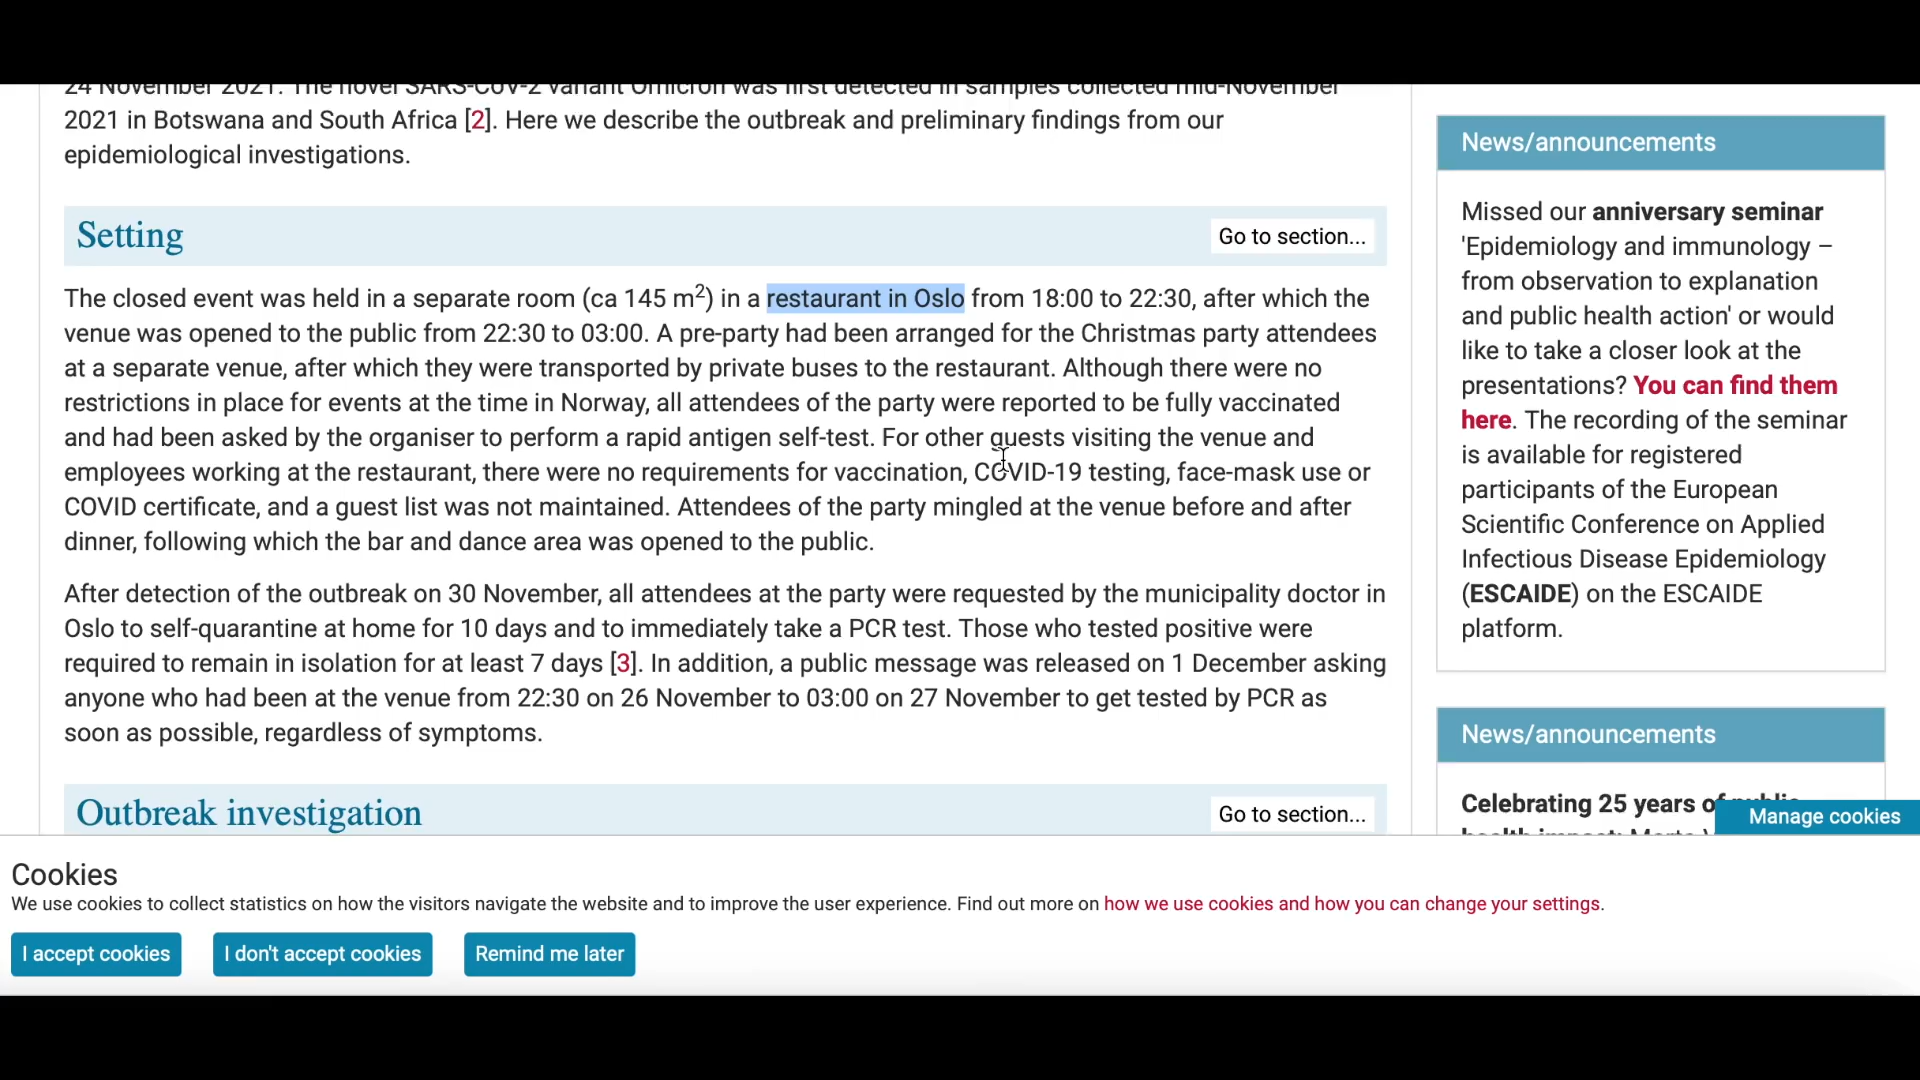 24 November 2021. The novel SARS-CoV-2 variant Omicron was first detected in samples collected mid-November
2021 in Botswana and South Africa [2]. Here we describe the outbreak and preliminary findings from our
epidemiological investigations.
Setting
Go to section...
The closed event was held in a separate room (ca 145 m²) in a restaurant in Oslo from 18:00 to 22:30, after which the
venue was opened to the public from 22:30 to 03:00. A pre-party had been arranged for the Christmas party attendees
at a separate venue, after which they were transported by private buses to the restaurant. Although there were no
restrictions in place for events at the time in Norway, all attendees of the party were reported to be fully vaccinated
and had been asked by the organiser to perform a rapid antigen self-test. For other guests visiting the venue and
employees working at the restaurant, there were no requirements for vaccination, COVID-19 testing, face-mask use or
COVID certificate, and a guest list was not maintained. Attendees of the party mingled at the venue before and after
dinner, following which the bar and dance area was opened to the public.
After detection of the outbreak on 30 November, all attendees at the party were requested by the municipality doctor in
Oslo to self-quarantine at home for 10 days and to immediately take a PCR test. Those who tested positive were
required to remain in isolation for at least 7 days [3]. In addition, a public message was released on 1 December asking
anyone who had been at the venue from 22:30 on 26 November to 03:00 on 27 November to get tested by PCR as
soon as possible, regardless of symptoms.
Outbreak investigation
Go to section...
News/announcements
Missed our anniversary seminar
'Epidemiology and immunology –
from observation to explanation
and public health action' or would
like to take a closer look at the
presentations? You can find them
here. The recording of the seminar
is available for registered
participants of the European
Scientific Conference on Applied
Infectious Disease Epidemiology
(ESCAIDE) on the ESCAIDE
platform.
News/announcements
Celebrating 25 years of public
Manage cookies
Cookies
We use cookies to collect statistics on how the visitors navigate the website and to improve the user experience. Find out more on how we use cookies and how you can change your settings.
I accept cookies
I don't accept cookies
Remind me later